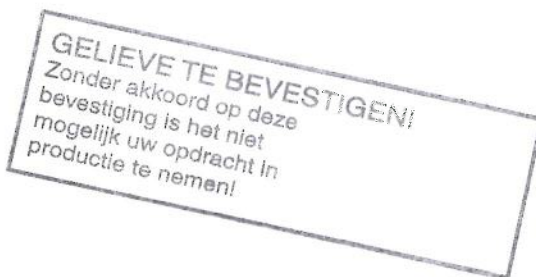 GELIEVE TE BEVESTIGEN!
Zonder akkoord op deze
bevestiging is het niet
mogelijk uw opdracht in
productie te nemen!